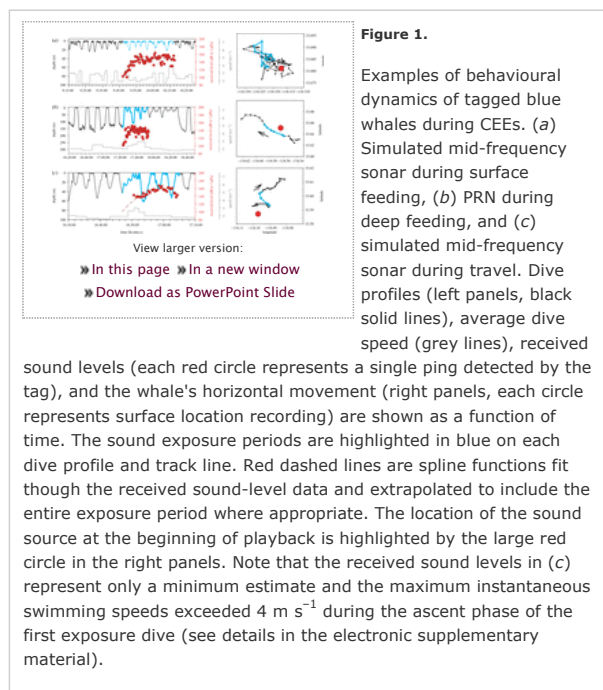 Figure 1.
Examples of behavioural
dynamics of tagged blue
whales during CEEs. (a)
Simulated mid-frequency
sonar during surface
feeding, (b) PRN during
deep feeding, and (c)
simulated mid-frequency
sonar during travel. Dive
profiles (left panels, black
solid lines), average dive
speed (grey lines), received
sound levels (each red circle represents a single ping detected by the
tag), and the whale's horizontal movement (right panels, each circle
represents surface location recording) are shown as a function of
time. The sound exposure periods are highlighted in blue on each
dive profile and track line. Red dashed lines are spline functions fit
though the received sound-level data and extrapolated to include the
entire exposure period where appropriate. The location of the sound
source at the beginning of playback is highlighted by the large red
circle in the right panels. Note that the received sound levels in (c)
represent only a minimum estimate and the maximum instantaneous
swimming speeds exceeded 4 m s⁻¹ during the ascent phase of the
first exposure dive (see details in the electronic supplementary
material).
View larger version:
In this page In a new window
Download as PowerPoint Slide